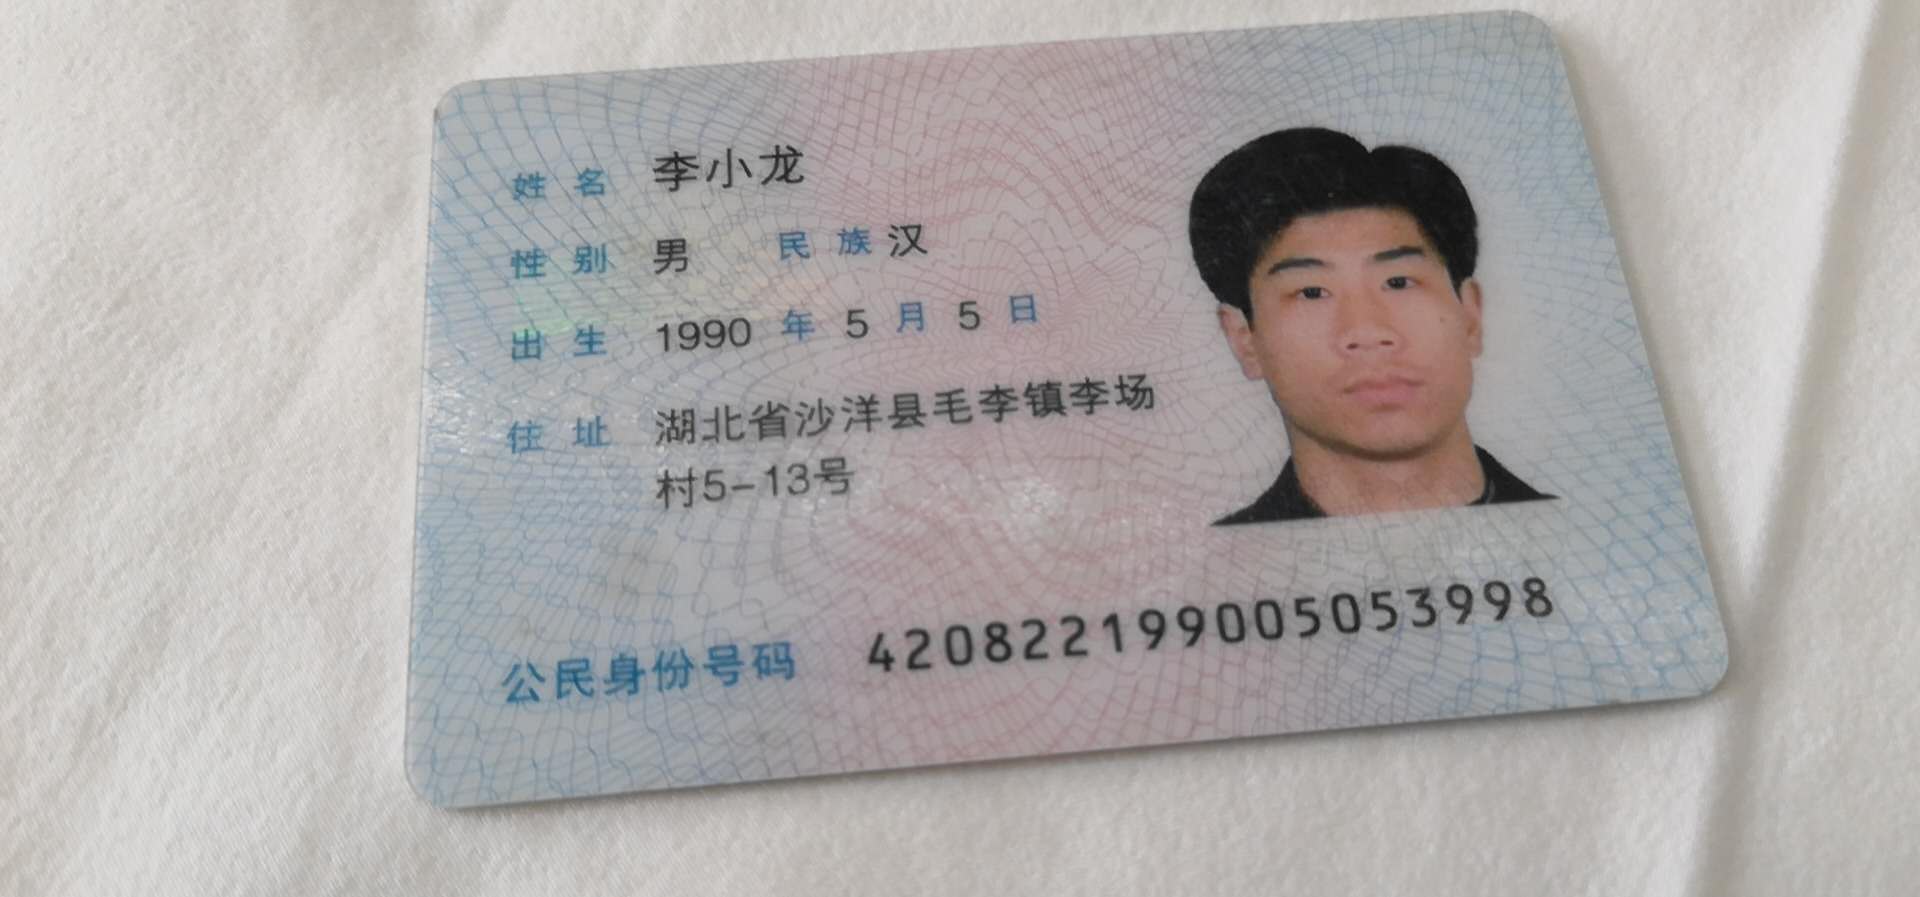 姓名 李小龙
性别 男 民族 汉
出生 1990 年 5 月 5 日
住址 湖北省沙洋县毛李镇李场
村5-13号
公民身份号码 420822199005053998